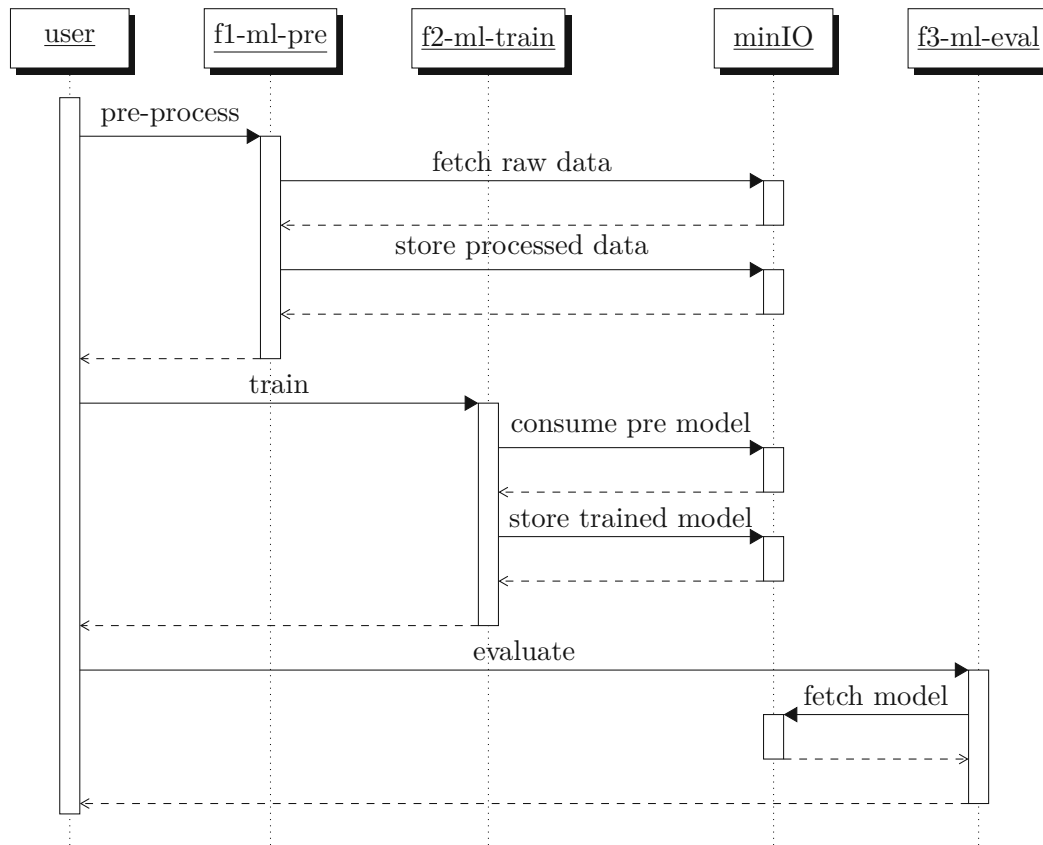 user
f1-ml-pre
f2-ml-train
minIO
f3-ml-eval
pre-process
fetch raw data
store processed data
train
consume pre model
store trained model
evaluate
fetch model